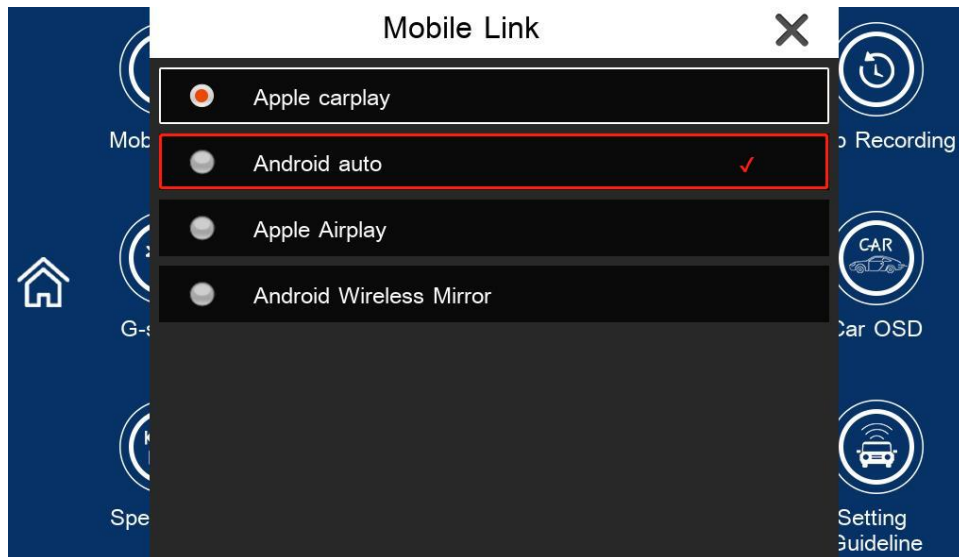 Mobile Link
Apple carplay
Android auto
Apple Airplay
Android Wireless Mirror
Recording
CAR
Car OSD
Setting
Guideline